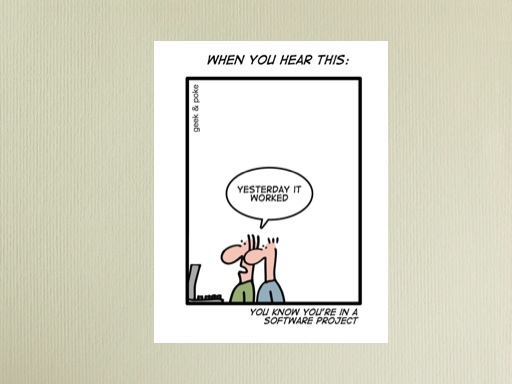 WHEN YOU HEAR THIS:
geek & poke
YESTERDAY IT
WORKED
YOU KNOW YOU'RE IN A
SOFTWARE PROJECT